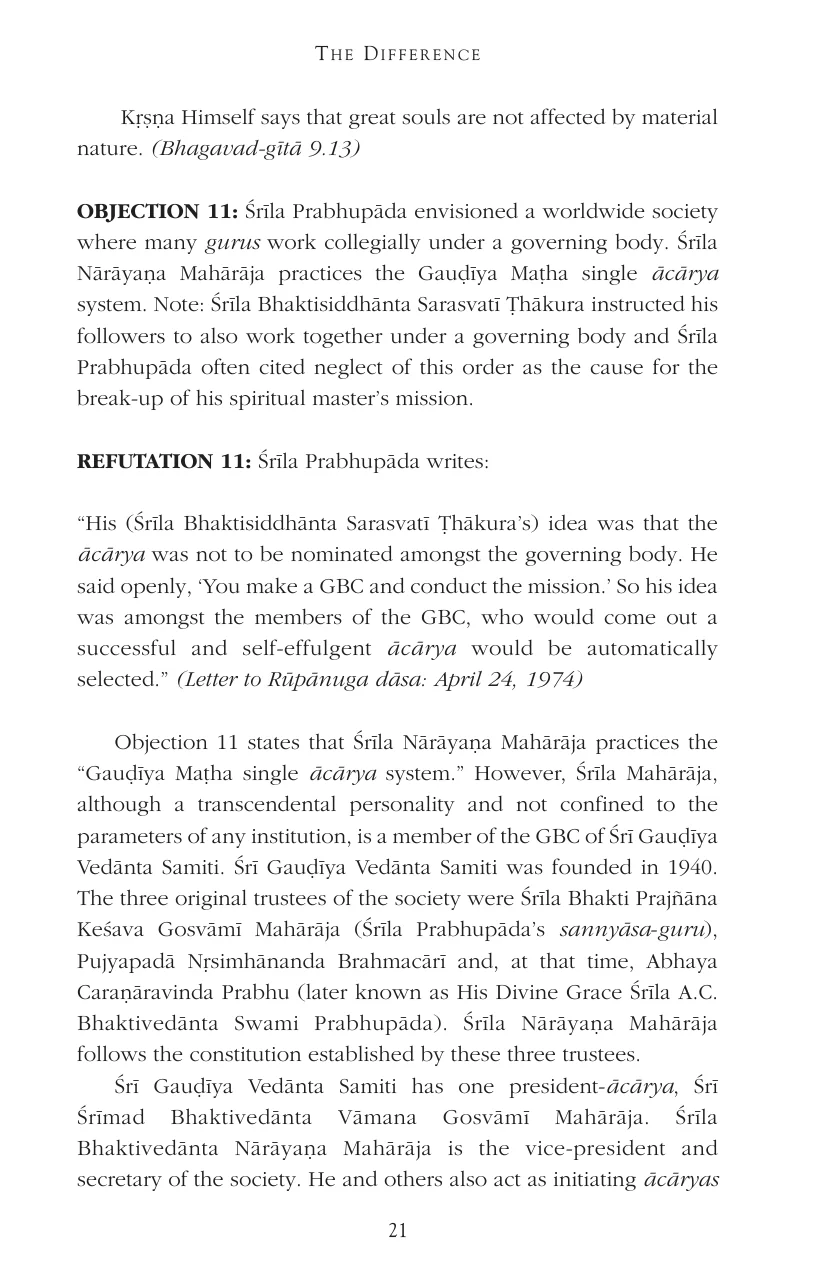 THE DIFFERENCE
Kṛṣṇa Himself says that great souls are not affected by material
nature. (Bhagavad-gītā 9.13)
OBJECTION 11: Śrīla Prabhupāda envisioned a worldwide society
where many gurus work collegially under a governing body. Śrīla
Nārāyaṇa Mahārāja practices the Gauḍīya Maṭha single ācārya
system. Note: Śrīla Bhaktisiddhānta Sarasvatī Ṭhākura instructed his
followers to also work together under a governing body and Śrīla
Prabhupāda often cited neglect of this order as the cause for the
break-up of his spiritual master’s mission.
REFUTATION 11: Śrīla Prabhupāda writes:
“His (Śrīla Bhaktisiddhānta Sarasvatī Ṭhākura’s) idea was that the
ācārya was not to be nominated amongst the governing body. He
said openly, ‘You make a GBC and conduct the mission.’ So his idea
was amongst the members of the GBC, who would come out a
successful and self-effulgent ācārya would be automatically
selected.” (Letter to Rūpānuga dāsa: April 24, 1974)
Objection 11 states that Śrīla Nārāyaṇa Mahārāja practices the
“Gauḍīya Maṭha single ācārya system.” However, Śrīla Mahārāja,
although a transcendental personality and not confined to the
parameters of any institution, is a member of the GBC of Śrī Gauḍīya
Vedānta Samiti. Śrī Gauḍīya Vedānta Samiti was founded in 1940.
The three original trustees of the society were Śrīla Bhakti Prajñāna
Keśava Gosvāmī Mahārāja (Śrīla Prabhupāda’s sannyāsa-guru),
Pujyapadā Nṛsimhānanda Brahmacārī and, at that time, Abhaya
Caraṇāravinda Prabhu (later known as His Divine Grace Śrīla A.C.
Bhaktivedānta Swami Prabhupāda). Śrīla Nārāyaṇa Mahārāja
follows the constitution established by these three trustees.
Śrī Gauḍīya Vedānta Samiti has one president-ācārya, Śrī
Śrīmad Bhaktivedānta Vāmana Gosvāmī Mahārāja. Śrīla
Bhaktivedānta Nārāyaṇa Mahārāja is the vice-president and
secretary of the society. He and others also act as initiating ācāryas
21